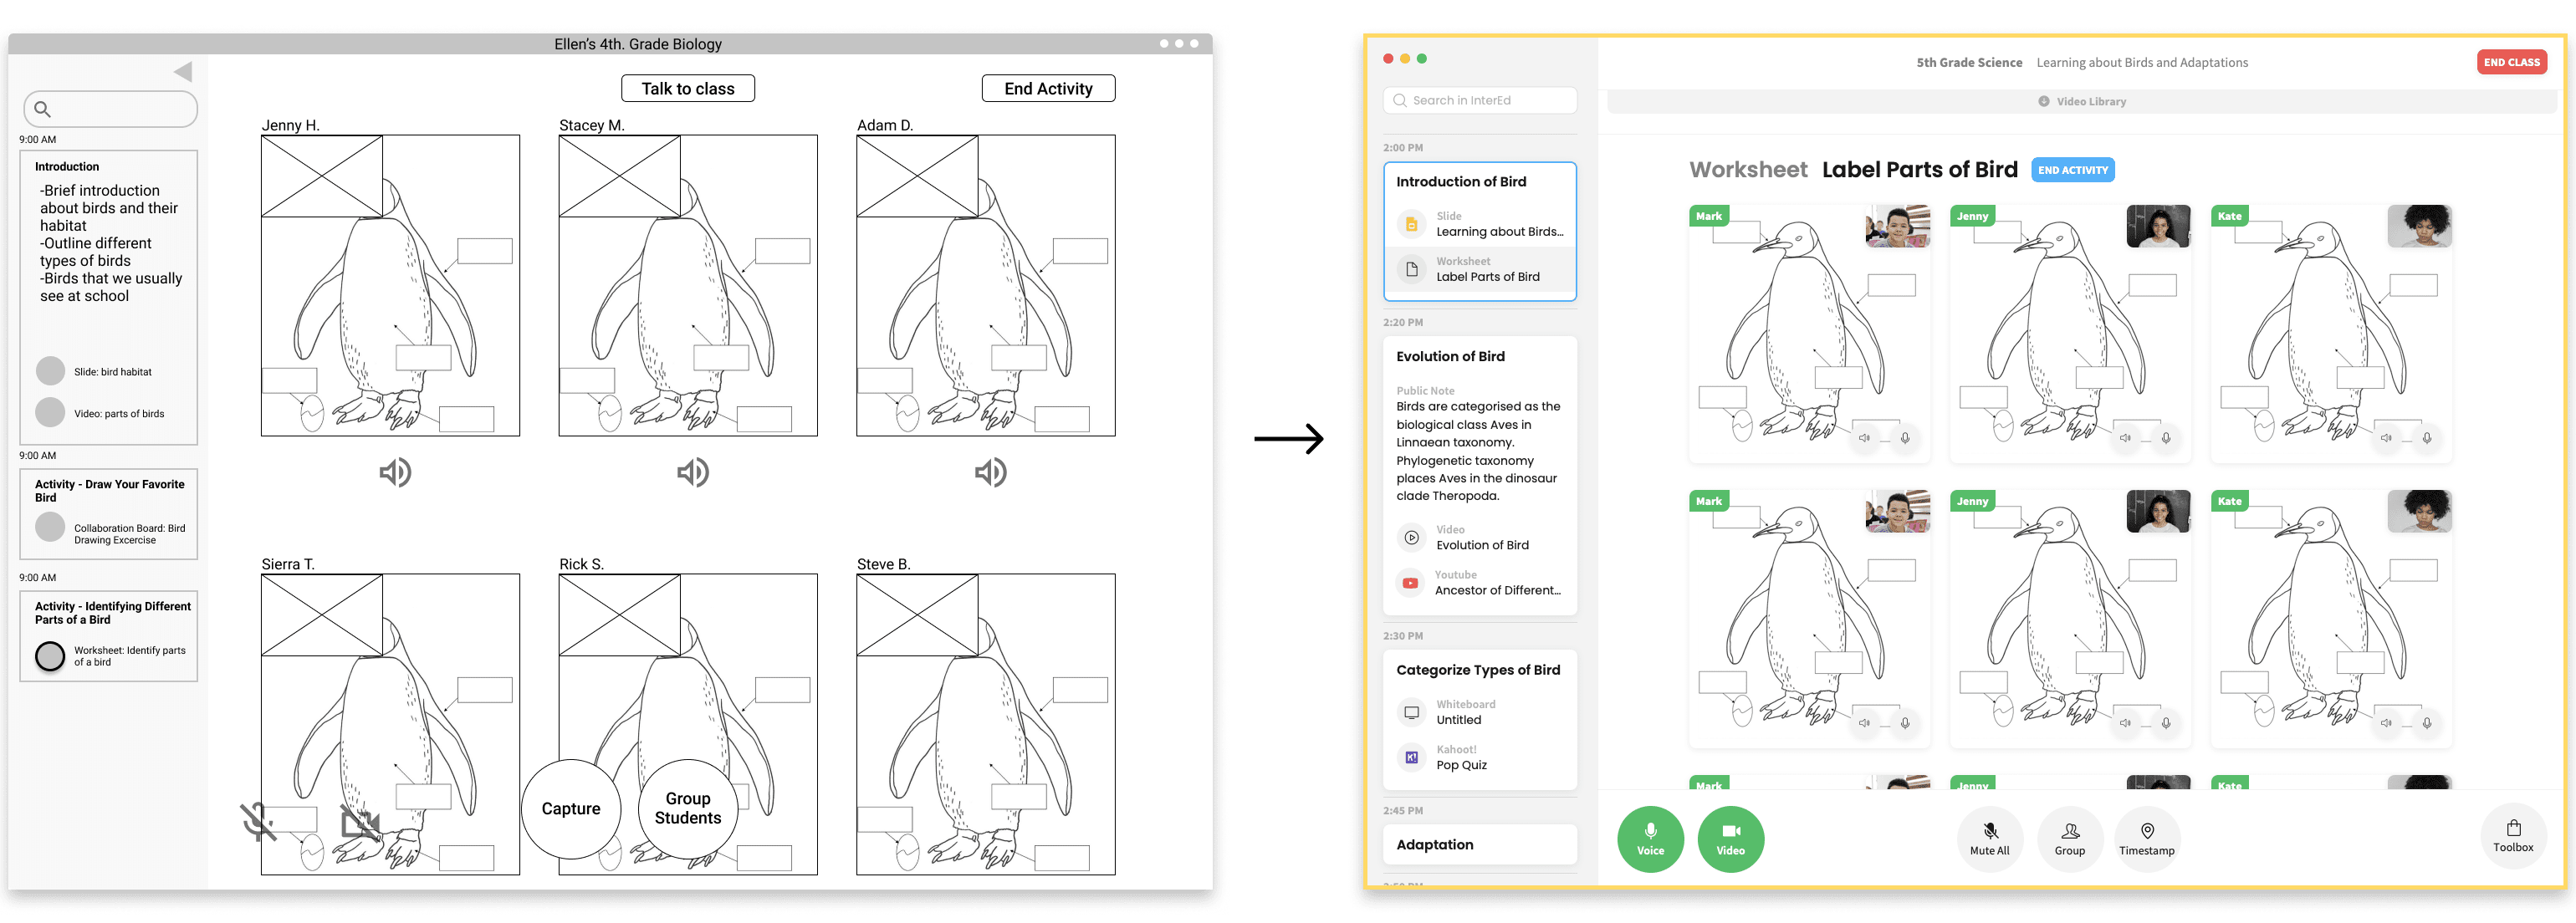 Ellen's 4th. Grade Biology
9:00 AM
Introduction
-Brief introduction
about birds and their
habitat
-Outline different
types of birds
-Birds that we usually
see at school
Slide: bird habitat
Video: parts of birds
9:00 AM
Activity - Draw Your Favorite
Bird
Collaboration Board: Bird
Drawing Excercise
9:00 AM
Activity - Identifying Different
Parts of a Bird
Worksheet: Identify parts
of a bird
Talk to class
End Activity
Jenny H.
Stacey M.
Adam D.
Sierra T.
Rick S.
Steve B.
Capture
Group
Students
Search in InterEd
2:00 PM
Introduction of Bird
Slide
Learning about Birds...
Worksheet
Label Parts of Bird
2:20 PM
Evolution of Bird
Public Note
Birds are categorised as the
biological class Aves in
Linnaean taxonomy.
Phylogenetic taxonomy
places Aves in the dinosaur
clade Theropoda.
Video
Evolution of Bird
Youtube
Ancestor of Different...
2:30 PM
Categorize Types of Bird
Whiteboard
Untitled
K!
Kahoot!
Pop Quiz
2:45 PM
Adaptation
5th Grade Science Learning about Birds and Adaptations
END CLASS
Video Library
Worksheet Label Parts of Bird END ACTIVITY
Mark
Jenny
Kate
Mark
Jenny
Kate
Mark
Jenny
Kate
Voice
Video
Mute All
Group
Timestamp
Toolbox